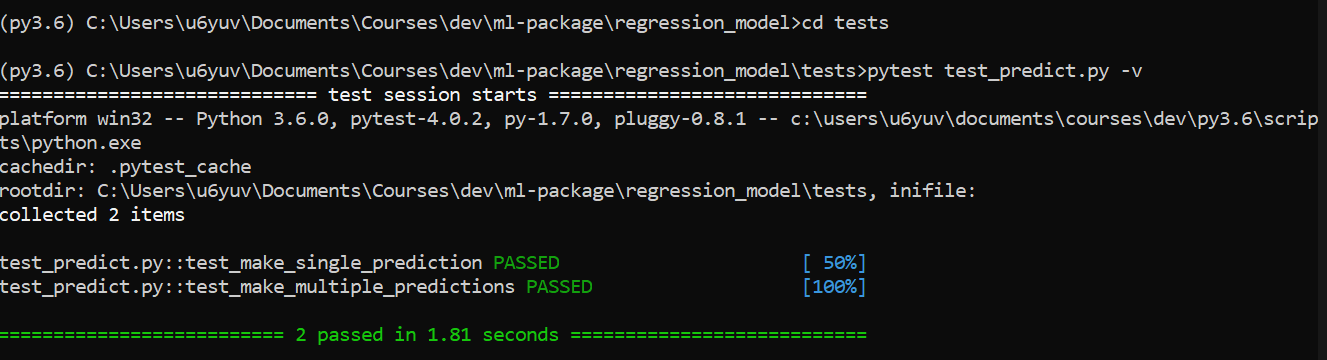 (py3.6) C:\Users\u6yuv\Documents\Courses\dev\ml-package\regression_model>cd tests
(py3.6) C:\Users\u6yuv\Documents\Courses\dev\ml-package\regression_model\tests>pytest test_predict.py -v
============================= test session starts =============================
platform win32 -- Python 3.6.0, pytest-4.0.2, py-1.7.0, pluggy-0.8.1 -- c:\users\u6yuv\documents\courses\dev\py3.6\scrip
ts\python.exe
cachedir: .pytest_cache
rootdir: C:\Users\u6yuv\Documents\Courses\dev\ml-package\regression_model\tests, inifile:
collected 2 items
test_predict.py::test_make_single_prediction PASSED                      [ 50%]
test_predict.py::test_make_multiple_predictions PASSED                   [100%]
========================== 2 passed in 1.81 seconds ===========================